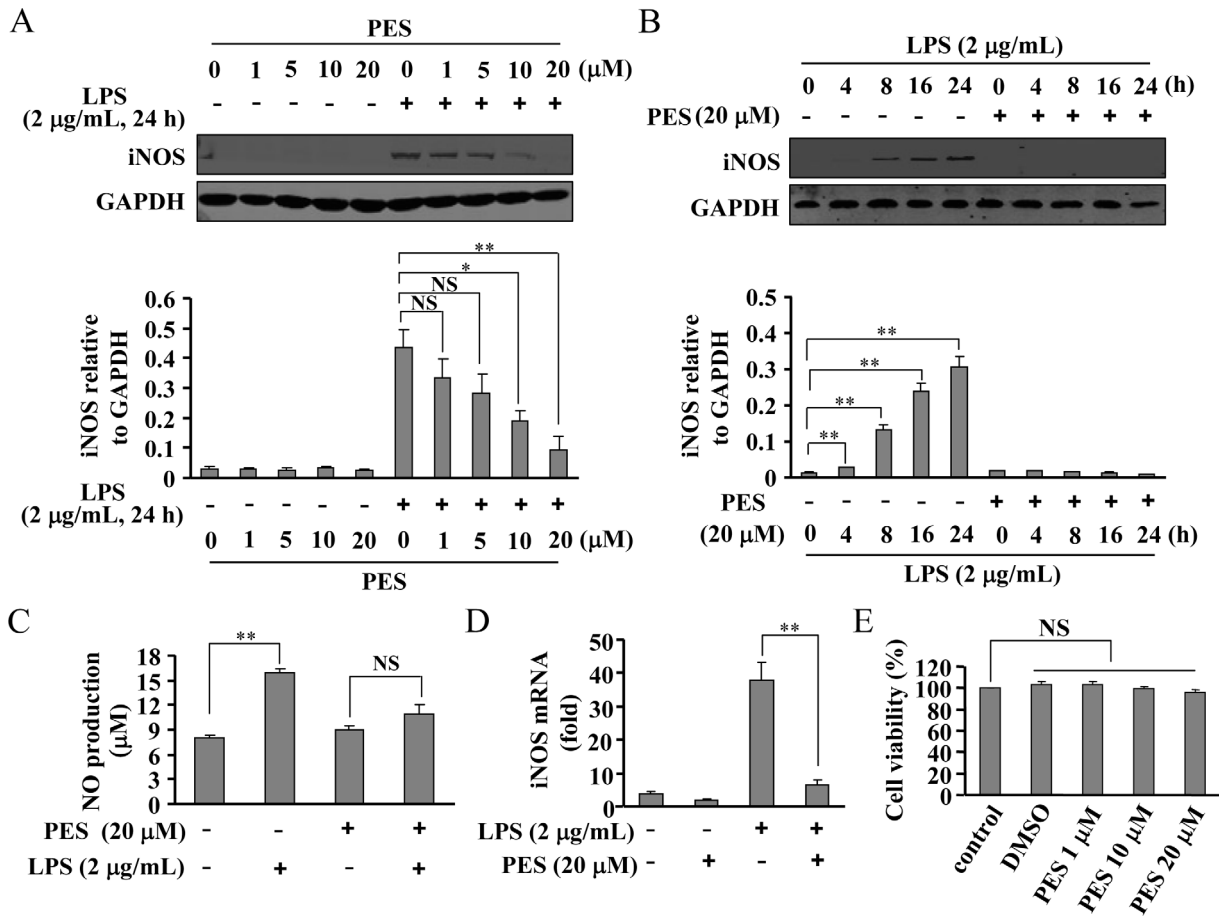 A
PES
0 1 5 10 20 0 1 5 10 20 (μM)
LPS
(2 μg/mL, 24 h) - - - - - + + + + +
iNOS
GAPDH
**
*
NS
NS
iNOS relative
to GAPDH
0.6
0.5
0.4
0.3
0.2
0.1
0
LPS
(2 μg/mL, 24 h) - - - - - + + + + +
0 1 5 10 20 0 1 5 10 20 (μM)
PES
B
LPS (2 μg/mL)
0 4 8 16 24 0 4 8 16 24 (h)
PES (20 μM) - - - - - + + + + +
iNOS
GAPDH
**
**
**
**
iNOS relative
to GAPDH
0.5
0.4
0.3
0.2
0.1
0
PES
(20 μM) - - - - - + + + + +
0 4 8 16 24 0 4 8 16 24 (h)
LPS (2 μg/mL)
C
**
NS
NO production
(μM)
18
15
12
9
6
3
0
PES (20 μM) - - + +
LPS (2 μg/mL) - + - +
D
**
iNOS mRNA
(fold)
50
40
30
20
10
0
LPS (2 μg/mL) - - + +
PES (20 μM) - + - +
E
NS
Cell viability (%)
120
100
80
60
40
20
0
control
DMSO
PES 1 μM
PES 10 μM
PES 20 μM